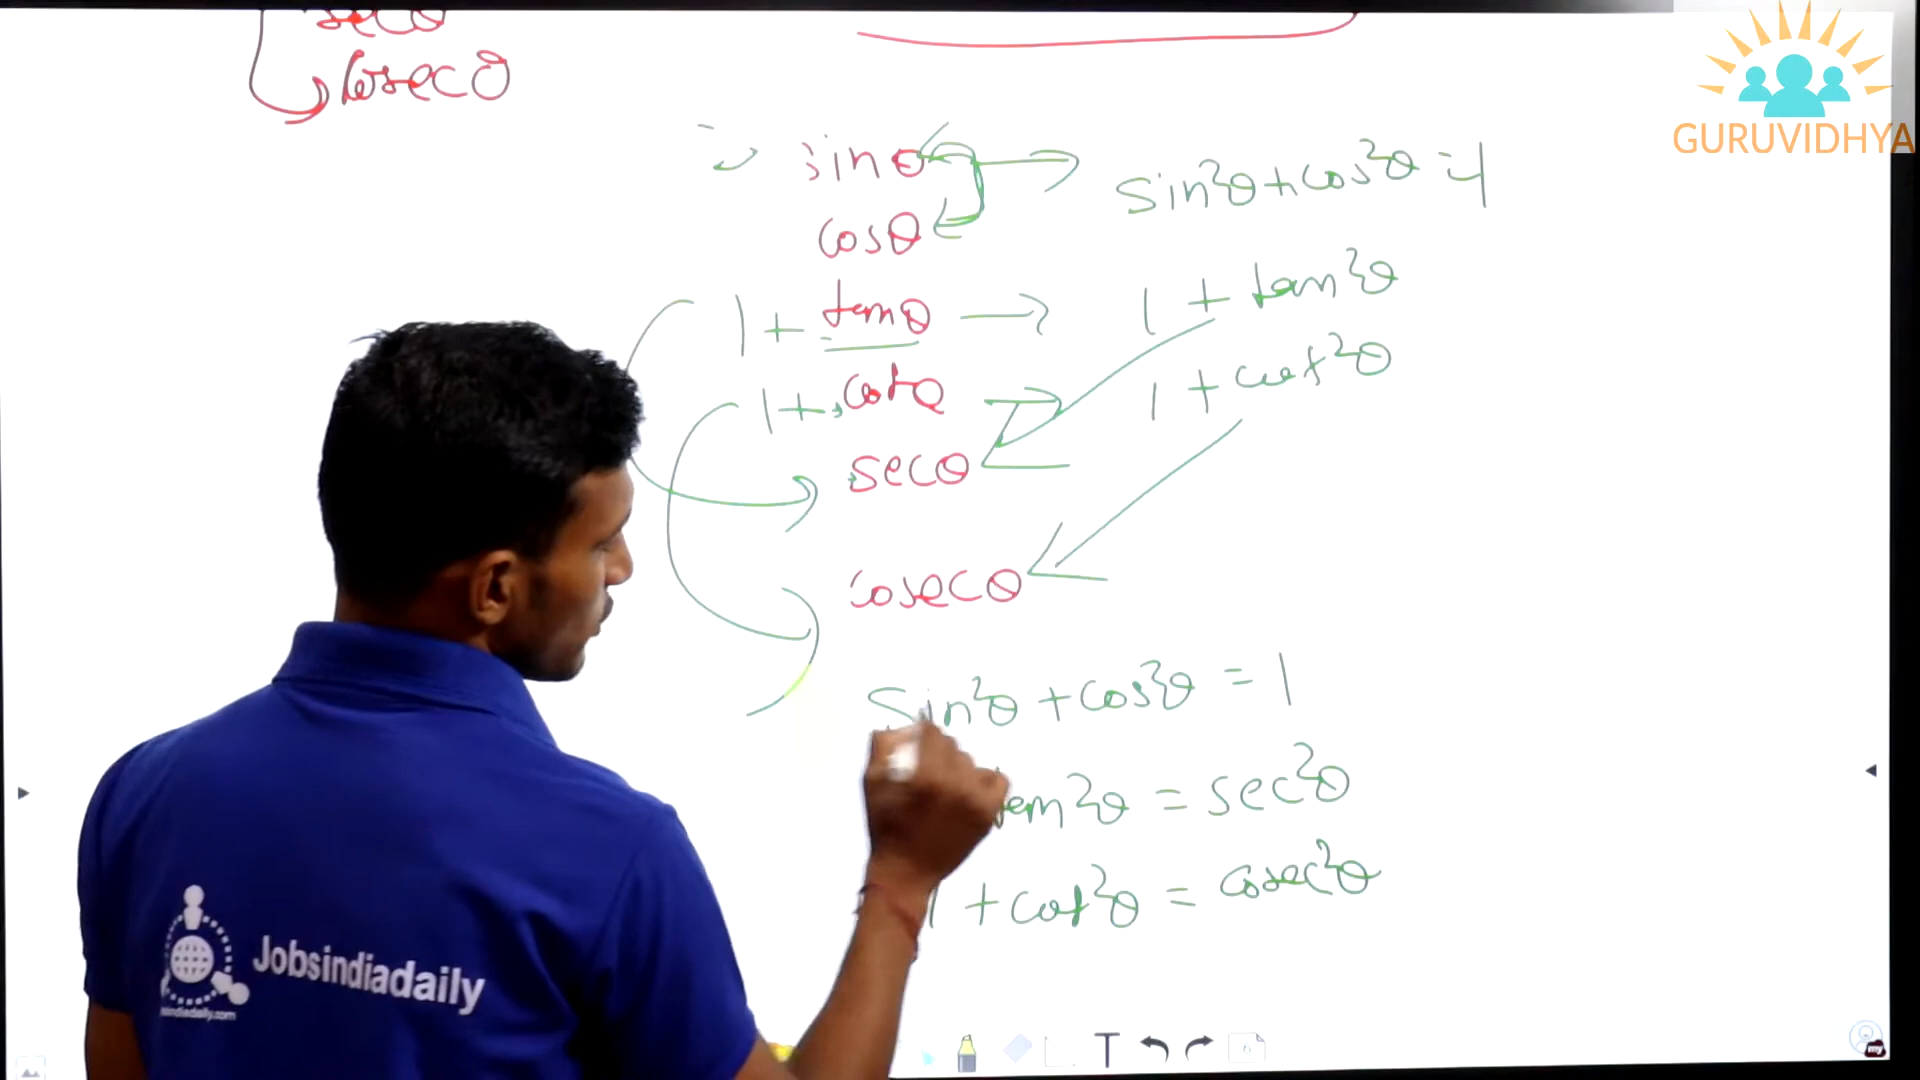 secθ
cosecθ
GURUVIDHYA
sinθ
sin²θ + cos²θ = 1
cosθ
1 + tanθ
1 + tan²θ
1 + cotθ
1 + cot²θ
secθ
cosecθ
sin²θ + cos²θ = 1
tan²θ = sec²θ
1 + cot²θ = cosec²θ
Jobsindiadaily
T